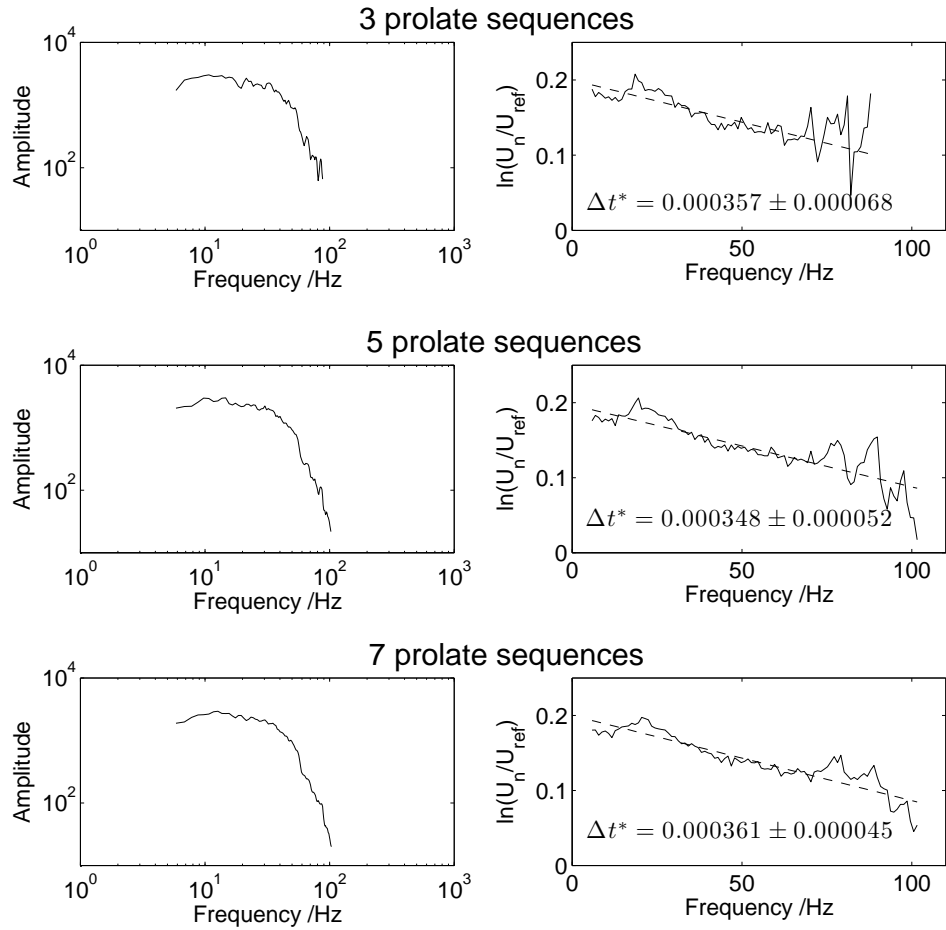 3 prolate sequences
10^4
10^2
Amplitude
10^0 10^1 10^2 10^3
Frequency /Hz
0.2
0.1
0
ln(U_n/U_ref)
Δt* = 0.000357 ± 0.000068
0 50 100
Frequency /Hz
5 prolate sequences
10^4
10^2
Amplitude
10^0 10^1 10^2 10^3
Frequency /Hz
0.2
0.1
0
ln(U_n/U_ref)
Δt* = 0.000348 ± 0.000052
0 50 100
Frequency /Hz
7 prolate sequences
10^4
10^2
Amplitude
10^0 10^1 10^2 10^3
Frequency /Hz
0.2
0.1
0
ln(U_n/U_ref)
Δt* = 0.000361 ± 0.000045
0 50 100
Frequency /Hz